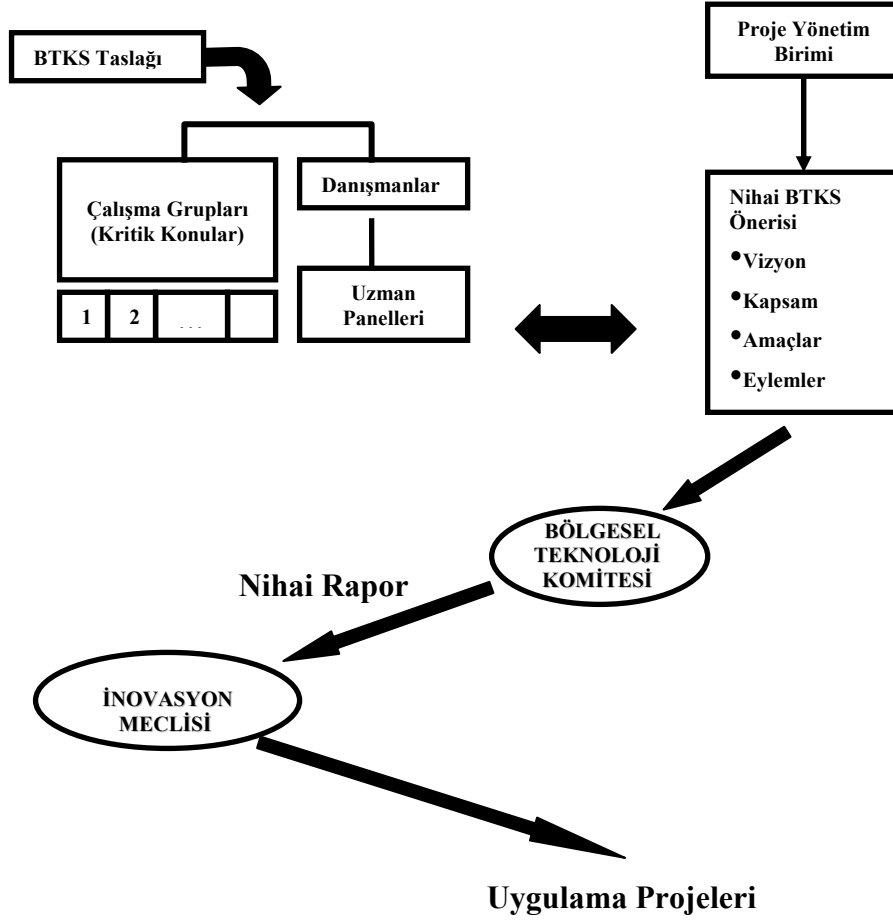 BTKS Taslağı
Proje Yönetim
Birimi
Çalışma Grupları
(Kritik Konular)
1 2 ...
Danışmanlar
Uzman
Panelleri
Nihai BTKS
Önerisi
•Vizyon
•Kapsam
•Amaçlar
•Eylemler
BÖLGESEL
TEKNOLOJİ
KOMİTESİ
Nihai Rapor
İNOVASYON
MECLİSİ
Uygulama Projeleri